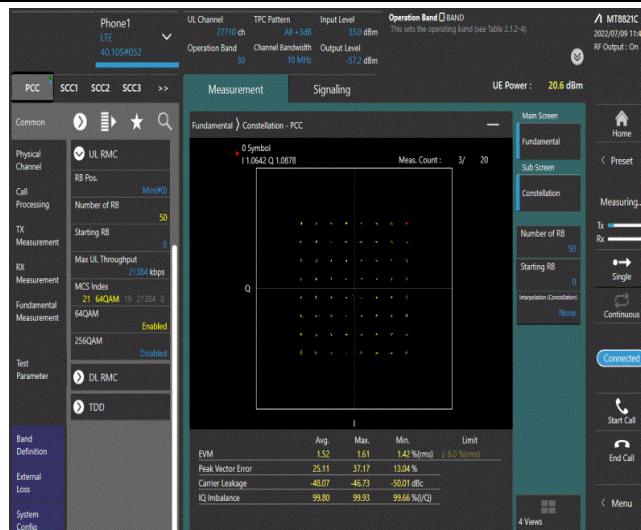 Phone1
LTE
40.105#052
UL Channel
27710 ch
TPC Pattern
All +3dB
Input Level
33.0 dBm
Operation Band
30
Channel Bandwidth
10 MHz
Output Level
-57.2 dBm
Operation Band BAND
This sets the operating band (see Table 2.1.2-4).
MT8821C
2022/07/09 11:4
RF Output : On
PCC SCC1 SCC2 SCC3 >>
Measurement
Signaling
UE Power : 20.6 dBm
Common
Physical Channel
Call Processing
TX Measurement
RX Measurement
Fundamental Measurement
Test Parameter
Band Definition
External Loss
System Config
UL RMC
RB Pos.
Min(#0)
Number of RB
50
Starting RB
0
Max UL Throughput
21384 kbps
MCS Index
21 64QAM 19 21384 8
64QAM
Enabled
256QAM
Disabled
DL RMC
TDD
Fundamental ⟩ Constellation - PCC
0 Symbol
I 1.0642 Q 1.0878
Meas. Count : 3/ 20
Q
I
Avg. Max. Min. Limit
EVM 1.52 1.61 1.42 %(rms) ≤ 8.0 %(rms)
Peak Vector Error 25.11 37.17 13.04 %
Carrier Leakage -48.07 -46.73 -50.01 dBc
IQ Imbalance 99.80 99.93 99.66 %(I/Q)
Main Screen
Fundamental
Sub Screen
Constellation
Number of RB
50
Starting RB
0
Interpolation (Constellation)
None
4 Views
Home
< Preset
Measuring..
Tx
Rx
Single
Continuous
Connected
Start Call
End Call
< Menu